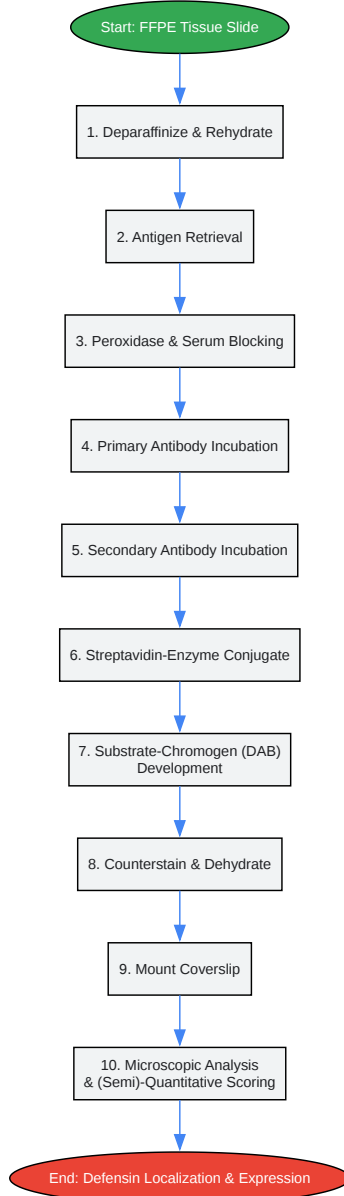 Start: FFPE Tissue Slide
1. Deparaffinize & Rehydrate
2. Antigen Retrieval
3. Peroxidase & Serum Blocking
4. Primary Antibody Incubation
5. Secondary Antibody Incubation
6. Streptavidin-Enzyme Conjugate
7. Substrate-Chromogen (DAB)
Development
8. Counterstain & Dehydrate
9. Mount Coverslip
10. Microscopic Analysis
& (Semi)-Quantitative Scoring
End: Defensin Localization & Expression